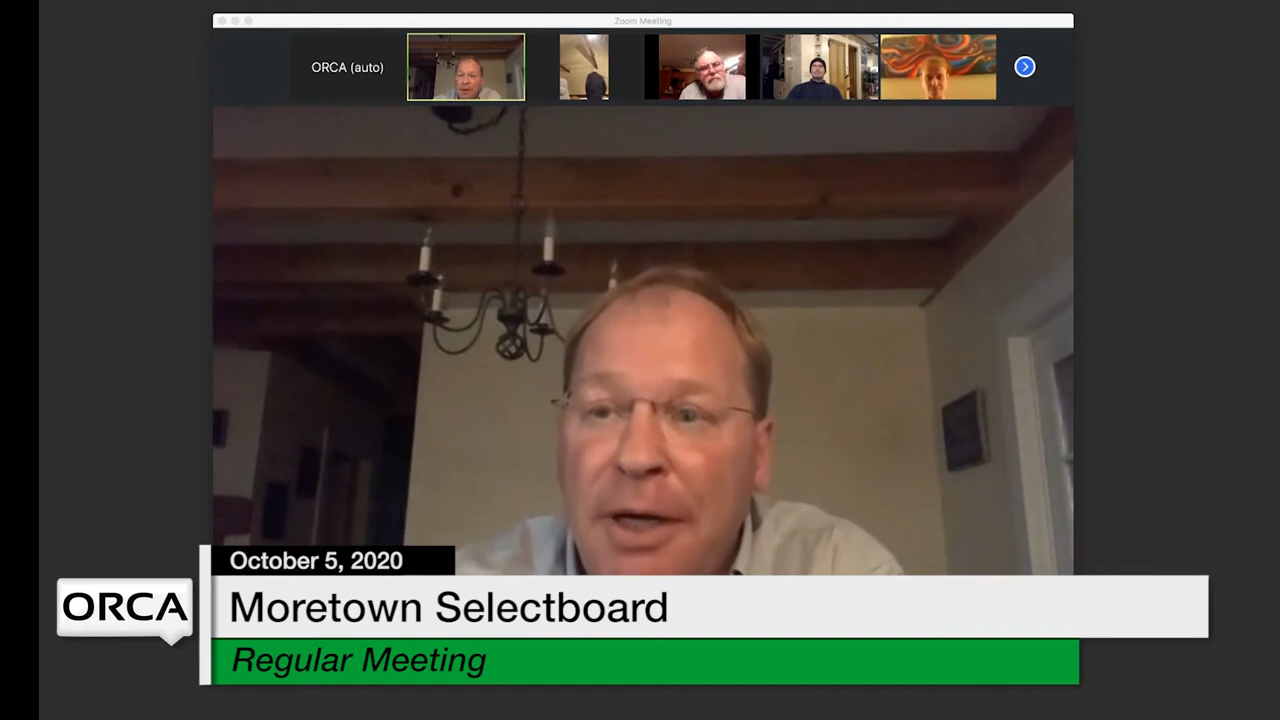 Zoom Meeting
ORCA (auto)
October 5, 2020
ORCA
Moretown Selectboard
Regular Meeting